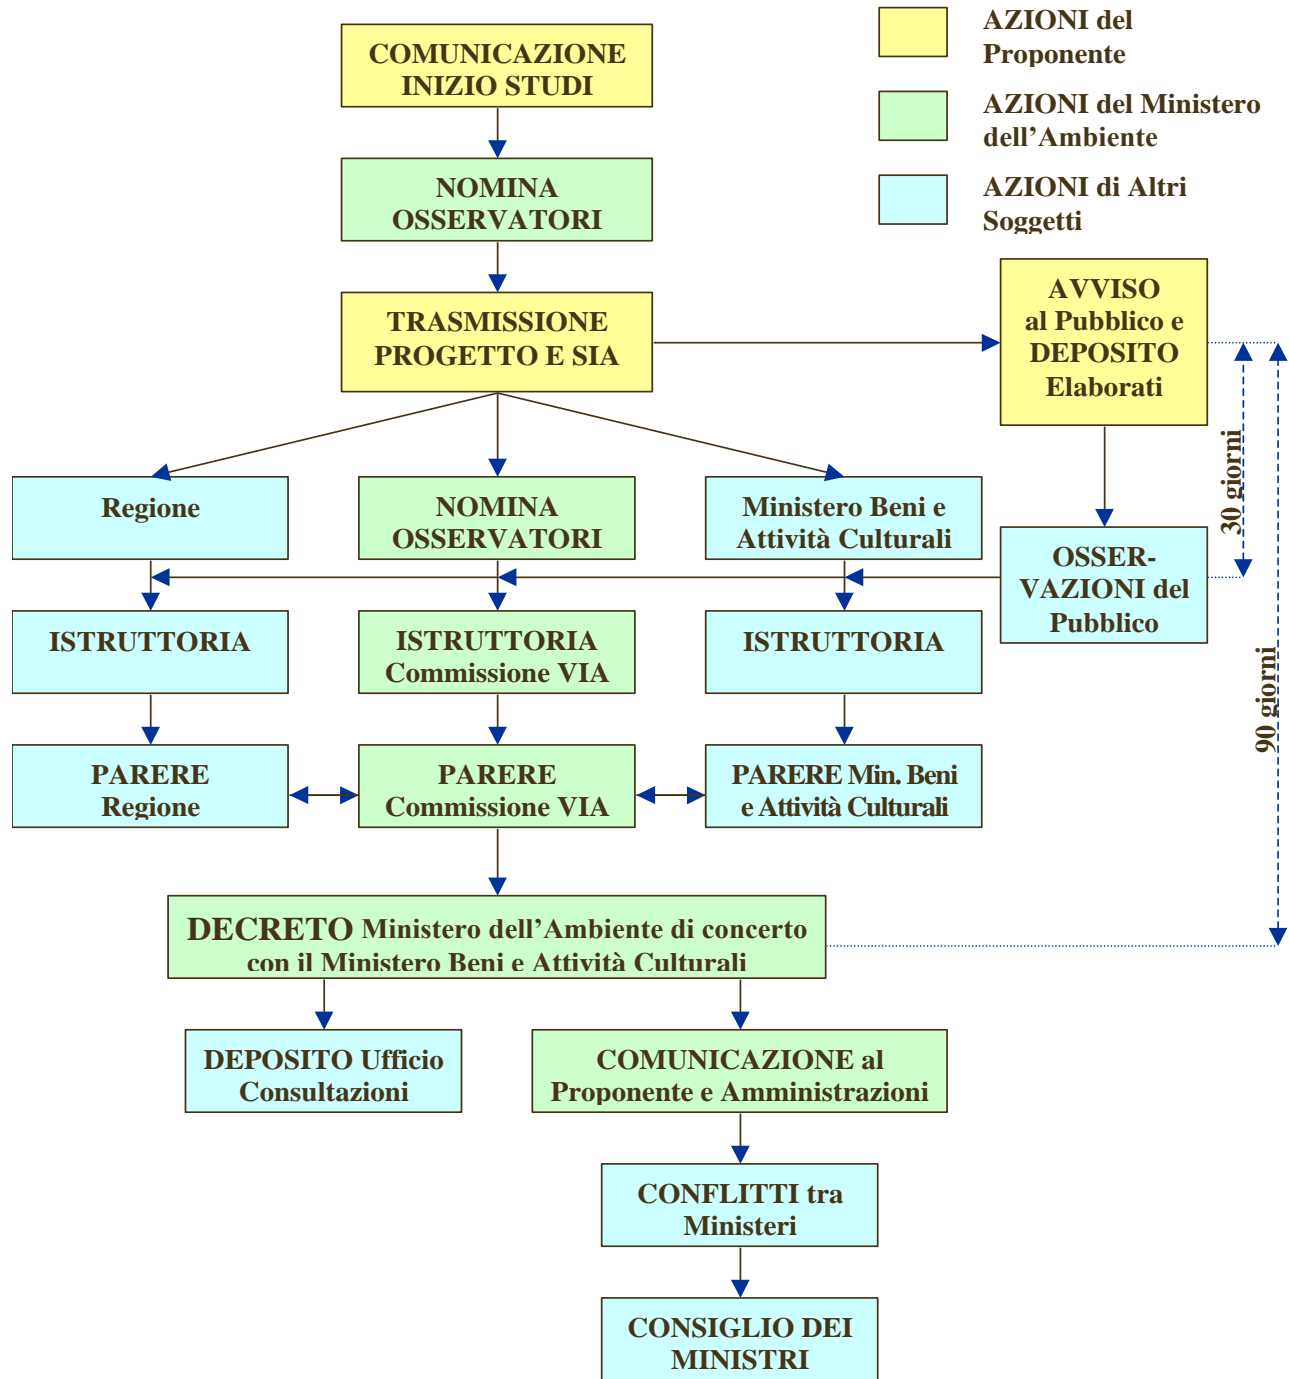 COMUNICAZIONE
INIZIO STUDI
AZIONI del
Proponente
AZIONI del Ministero
dell’Ambiente
AZIONI di Altri
Soggetti
NOMINA
OSSERVATORI
TRASMISSIONE
PROGETTO E SIA
AVVISO
al Pubblico e
DEPOSITO
Elaborati
30 giorni
90 giorni
Regione
NOMINA
OSSERVATORI
Ministero Beni e
Attività Culturali
OSSER-
VAZIONI del
Pubblico
ISTRUTTORIA
ISTRUTTORIA
Commissione VIA
ISTRUTTORIA
PARERE
Regione
PARERE
Commissione VIA
PARERE Min. Beni
e Attività Culturali
DECRETO Ministero dell’Ambiente di concerto
con il Ministero Beni e Attività Culturali
DEPOSITO Ufficio
Consultazioni
COMUNICAZIONE al
Proponente e Amministrazioni
CONFLITTI tra
Ministeri
CONSIGLIO DEI
MINISTRI